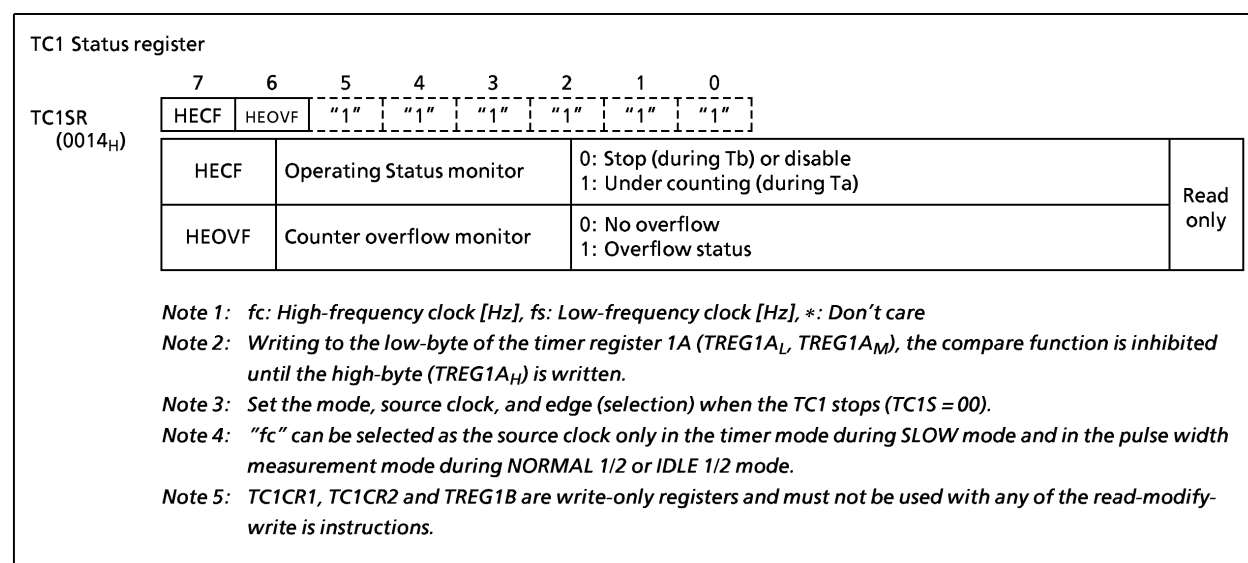 TC1 Status register
7 6 5 4 3 2 1 0
TC1SR HECF HEOVF “1” “1” “1” “1” “1” “1”
(0014H)
HECF Operating Status monitor 0: Stop (during Tb) or disable
1: Under counting (during Ta)
Read only
HEOVF Counter overflow monitor 0: No overflow
1: Overflow status
Note 1: fc: High-frequency clock [Hz], fs: Low-frequency clock [Hz], *: Don't care
Note 2: Writing to the low-byte of the timer register 1A (TREG1AL, TREG1AM), the compare function is inhibited
until the high-byte (TREG1AH) is written.
Note 3: Set the mode, source clock, and edge (selection) when the TC1 stops (TC1S = 00).
Note 4: "fc" can be selected as the source clock only in the timer mode during SLOW mode and in the pulse width
measurement mode during NORMAL 1/2 or IDLE 1/2 mode.
Note 5: TC1CR1, TC1CR2 and TREG1B are write-only registers and must not be used with any of the read-modify-
write is instructions.